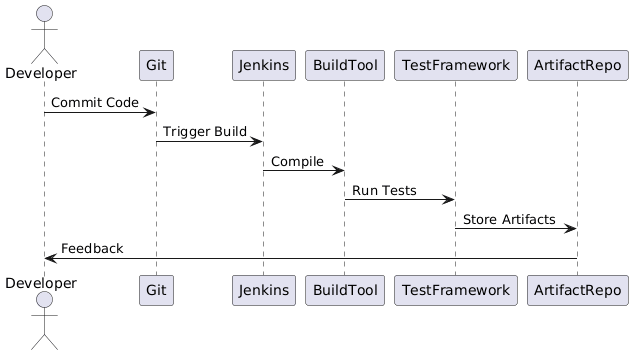 Developer
Git
Jenkins
BuildTool
TestFramework
ArtifactRepo
Commit Code
Trigger Build
Compile
Run Tests
Store Artifacts
Feedback
Developer
Git
Jenkins
BuildTool
TestFramework
ArtifactRepo